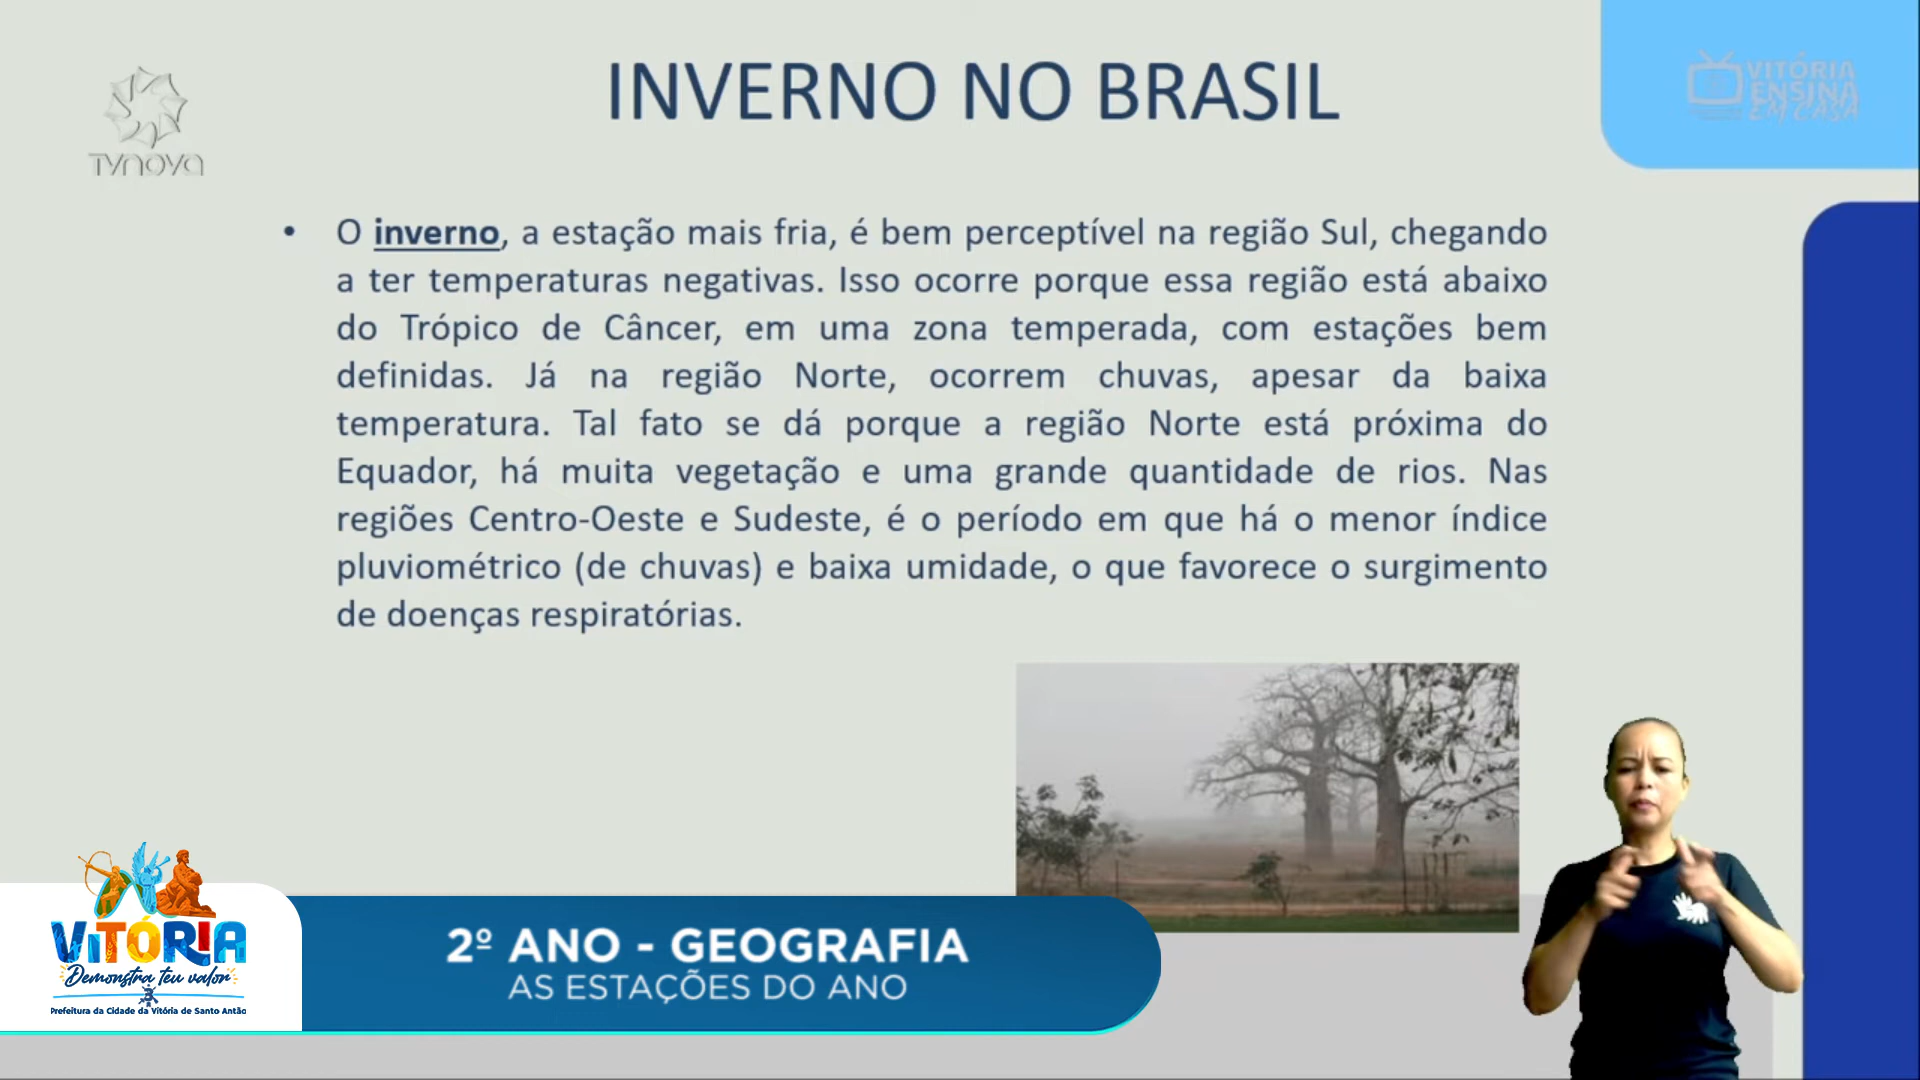 INVERNO NO BRASIL
TVNOVA
VITÓRIA
ENSINA
EM CASA
• O inverno, a estação mais fria, é bem perceptível na região Sul, chegando
a ter temperaturas negativas. Isso ocorre porque essa região está abaixo
do Trópico de Câncer, em uma zona temperada, com estações bem
definidas. Já na região Norte, ocorrem chuvas, apesar da baixa
temperatura. Tal fato se dá porque a região Norte está próxima do
Equador, há muita vegetação e uma grande quantidade de rios. Nas
regiões Centro-Oeste e Sudeste, é o período em que há o menor índice
pluviométrico (de chuvas) e baixa umidade, o que favorece o surgimento
de doenças respiratórias.
VITÓRIA
Demonstra teu valor
Prefeitura da Cidade da Vitória de Santo Antão
2º ANO - GEOGRAFIA
AS ESTAÇÕES DO ANO